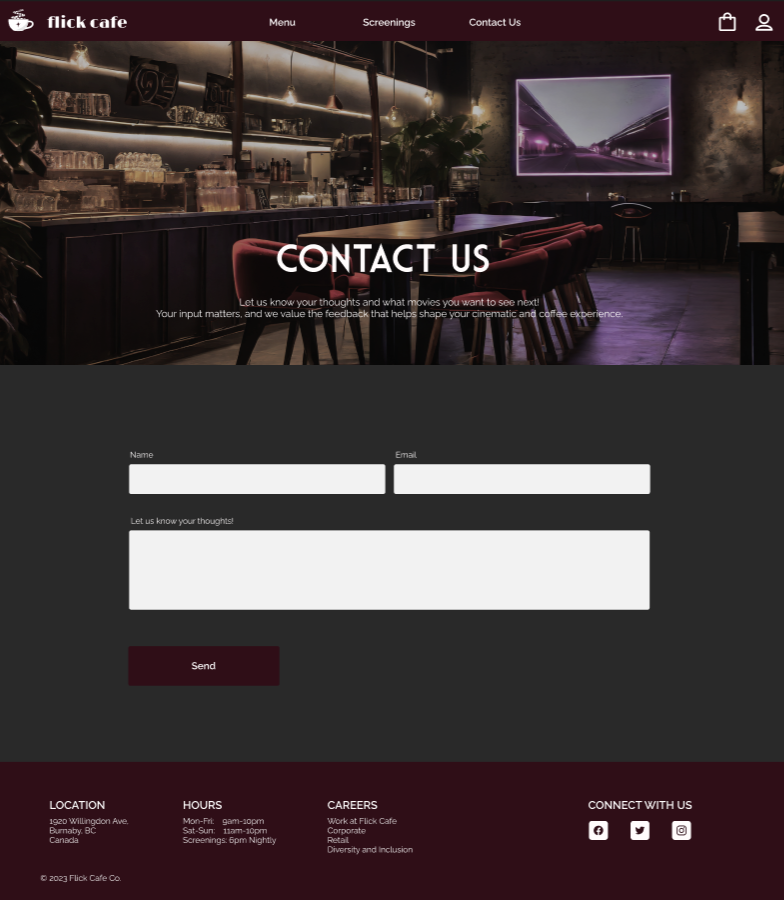 flick cafe
Menu Screenings Contact Us
CONTACT US
Let us know your thoughts and what movies you want to see next!
Your input matters, and we value the feedback that helps shape your cinematic and coffee experience.
Name
Email
Let us know your thoughts!
Send
LOCATION
1920 Willingdon Ave,
Burnaby, BC
Canada
HOURS
Mon-Fri: 9am-10pm
Sat-Sun: 11am-10pm
Screenings: 6pm Nightly
CAREERS
Work at Flick Cafe
Corporate
Retail
Diversity and Inclusion
CONNECT WITH US
© 2023 Flick Cafe Co.